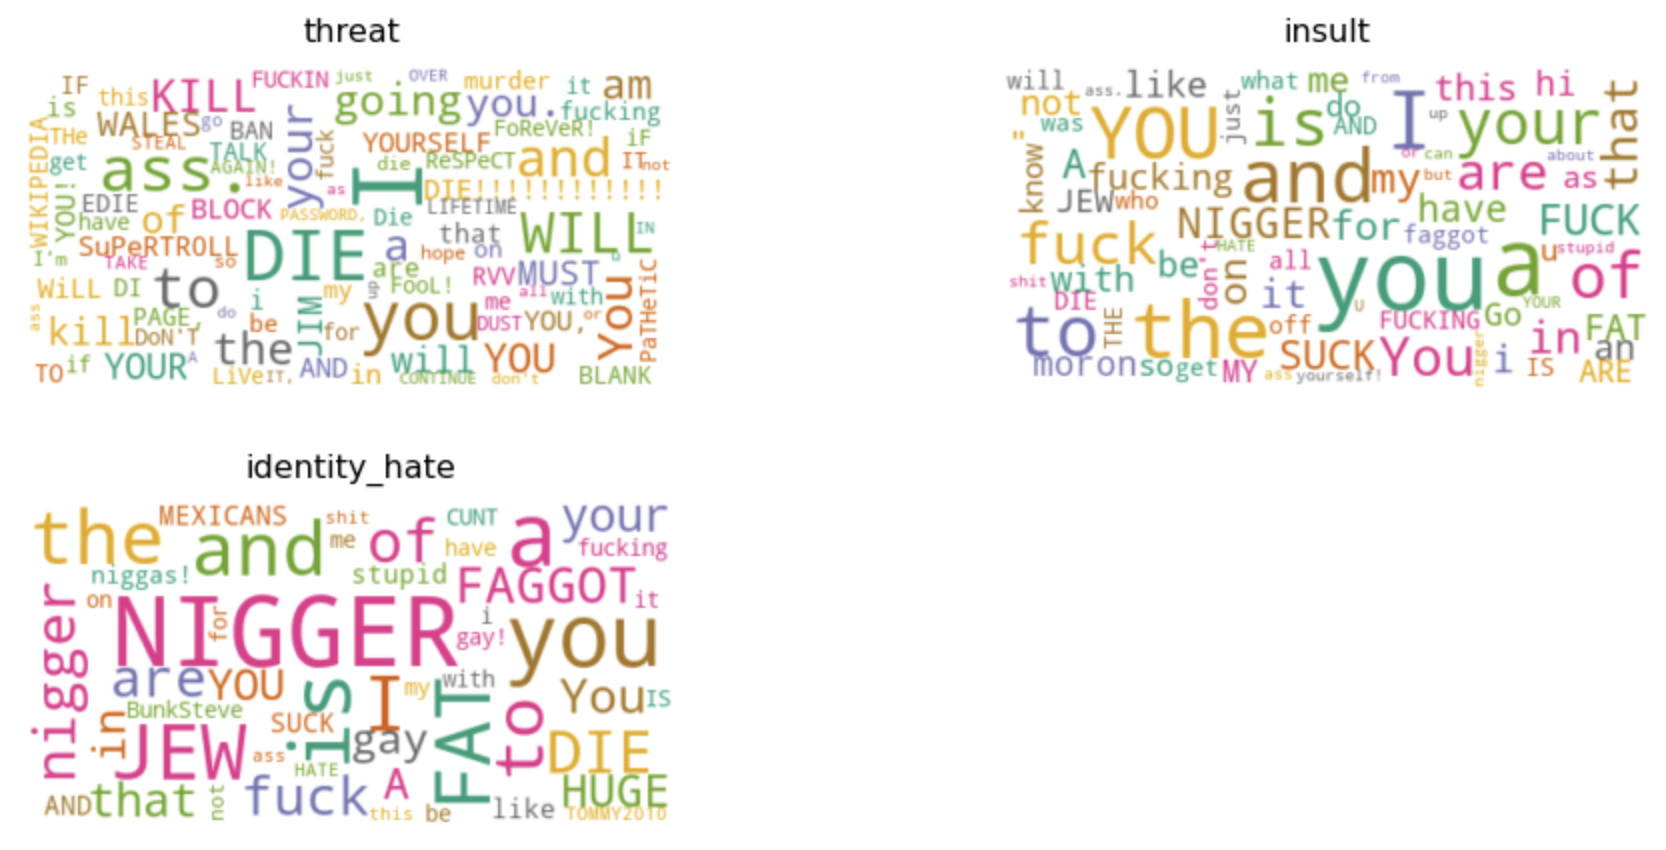 threat
IF FUCKIN just . OVER murder it am
is this KILL going you. fucking
WIKIPEDIA THe WALES go BAN your fuck YOURSELF FoReVeR! iF
STEAL TALK
get ass. AGAIN! like as die ReSPeCT and IT not
YOU! EDIE I DIE!!!!!!!!!!!!
have of BLOCK PASSWORD, Die LIFETIME
SuPeRTROLL DIE a that WILL IN
I'm TAKE so hope on b
are RVV MUST You PaTHeTiC
WiLL DI to i my up FooL! me all with
ass kill PAGE, do be JIM for you DUST YOU, or
DoN'T the will YOU
TO if YOUR A LiVe IT, AND in CONTINUE don't BLANK
insult
will ass. like what me from this hi that
not just is do I up your
" was YOU AND
know A fucking and or can about
my but are as
JEW who have
NIGGER for faggot FUCK
fuck don't HATE u stupid
shit with be on all you a of
DIE it U YOUR
to THE the off FUCKING Go in FAT
SUCK You nigger an
moron so get MY ass yourself! i IS ARE
identity_hate
the MEXICANS shit CUNT a your
and me of have fucking
niggas! stupid FAGGOT it
nigger on NIGGER for i gay! you
are YOU is I my with You IS
in BunkSteve SUCK FAT to
JEW ass gay DIE
HATE A HUGE
AND that not fuck this be like TOMMY2010